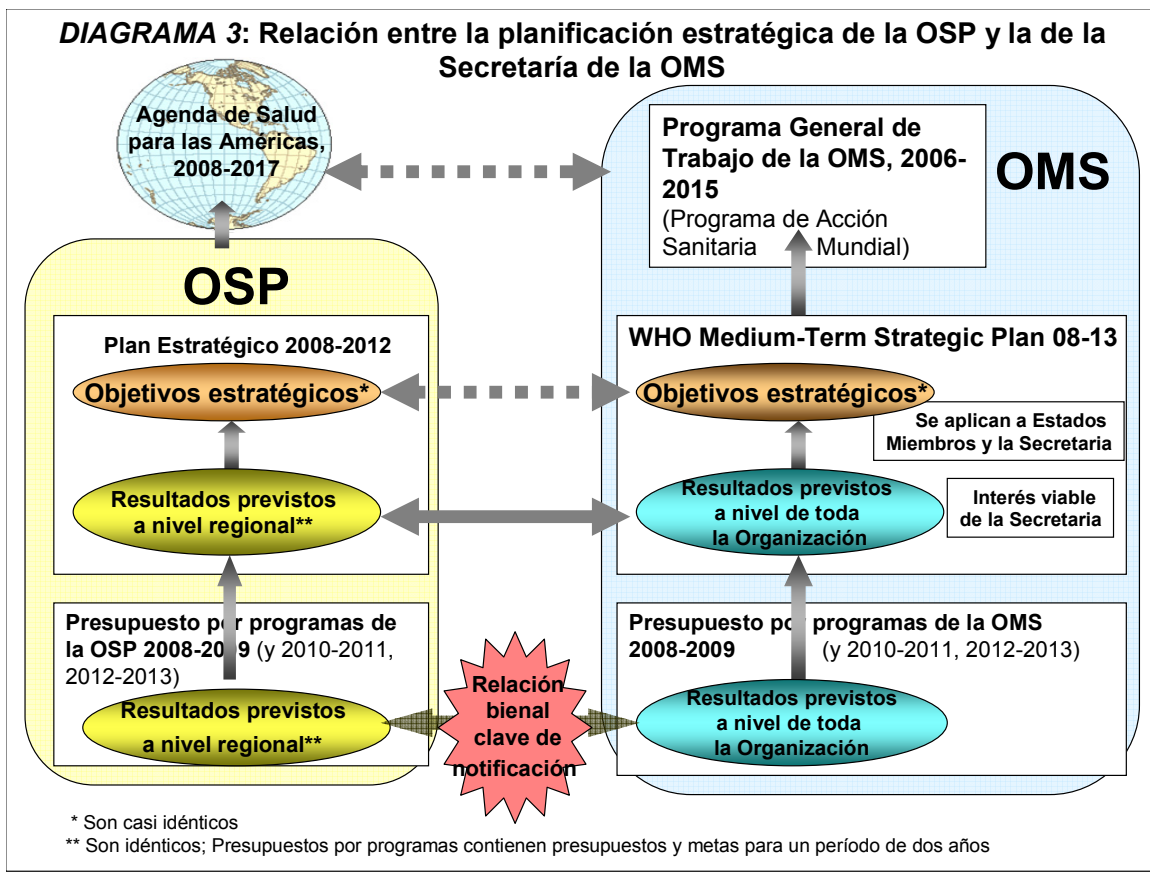 DIAGRAMA 3: Relación entre la planificación estratégica de la OSP y la de la
Secretaría de la OMS
Agenda de Salud
para las Américas,
2008-2017
Programa General de
Trabajo de la OMS, 2006-
2015
(Programa de Acción
Sanitaria Mundial)
OMS
OSP
Plan Estratégico 2008-2012
Objetivos estratégicos*
Resultados previstos
a nivel regional**
WHO Medium-Term Strategic Plan 08-13
Objetivos estratégicos*
Se aplican a Estados
Miembros y la Secretaria
Resultados previstos
a nivel de toda
la Organización
Interés viable
de la Secretaria
Presupuesto por programas de
la OSP 2008-2009 (y 2010-2011,
2012-2013)
Resultados previstos
a nivel regional**
Relación
bienal
clave de
notificación
Presupuesto por programas de la OMS
2008-2009 (y 2010-2011, 2012-2013)
Resultados previstos
a nivel de toda
la Organización
* Son casi idénticos
** Son idénticos; Presupuestos por programas contienen presupuestos y metas para un período de dos años